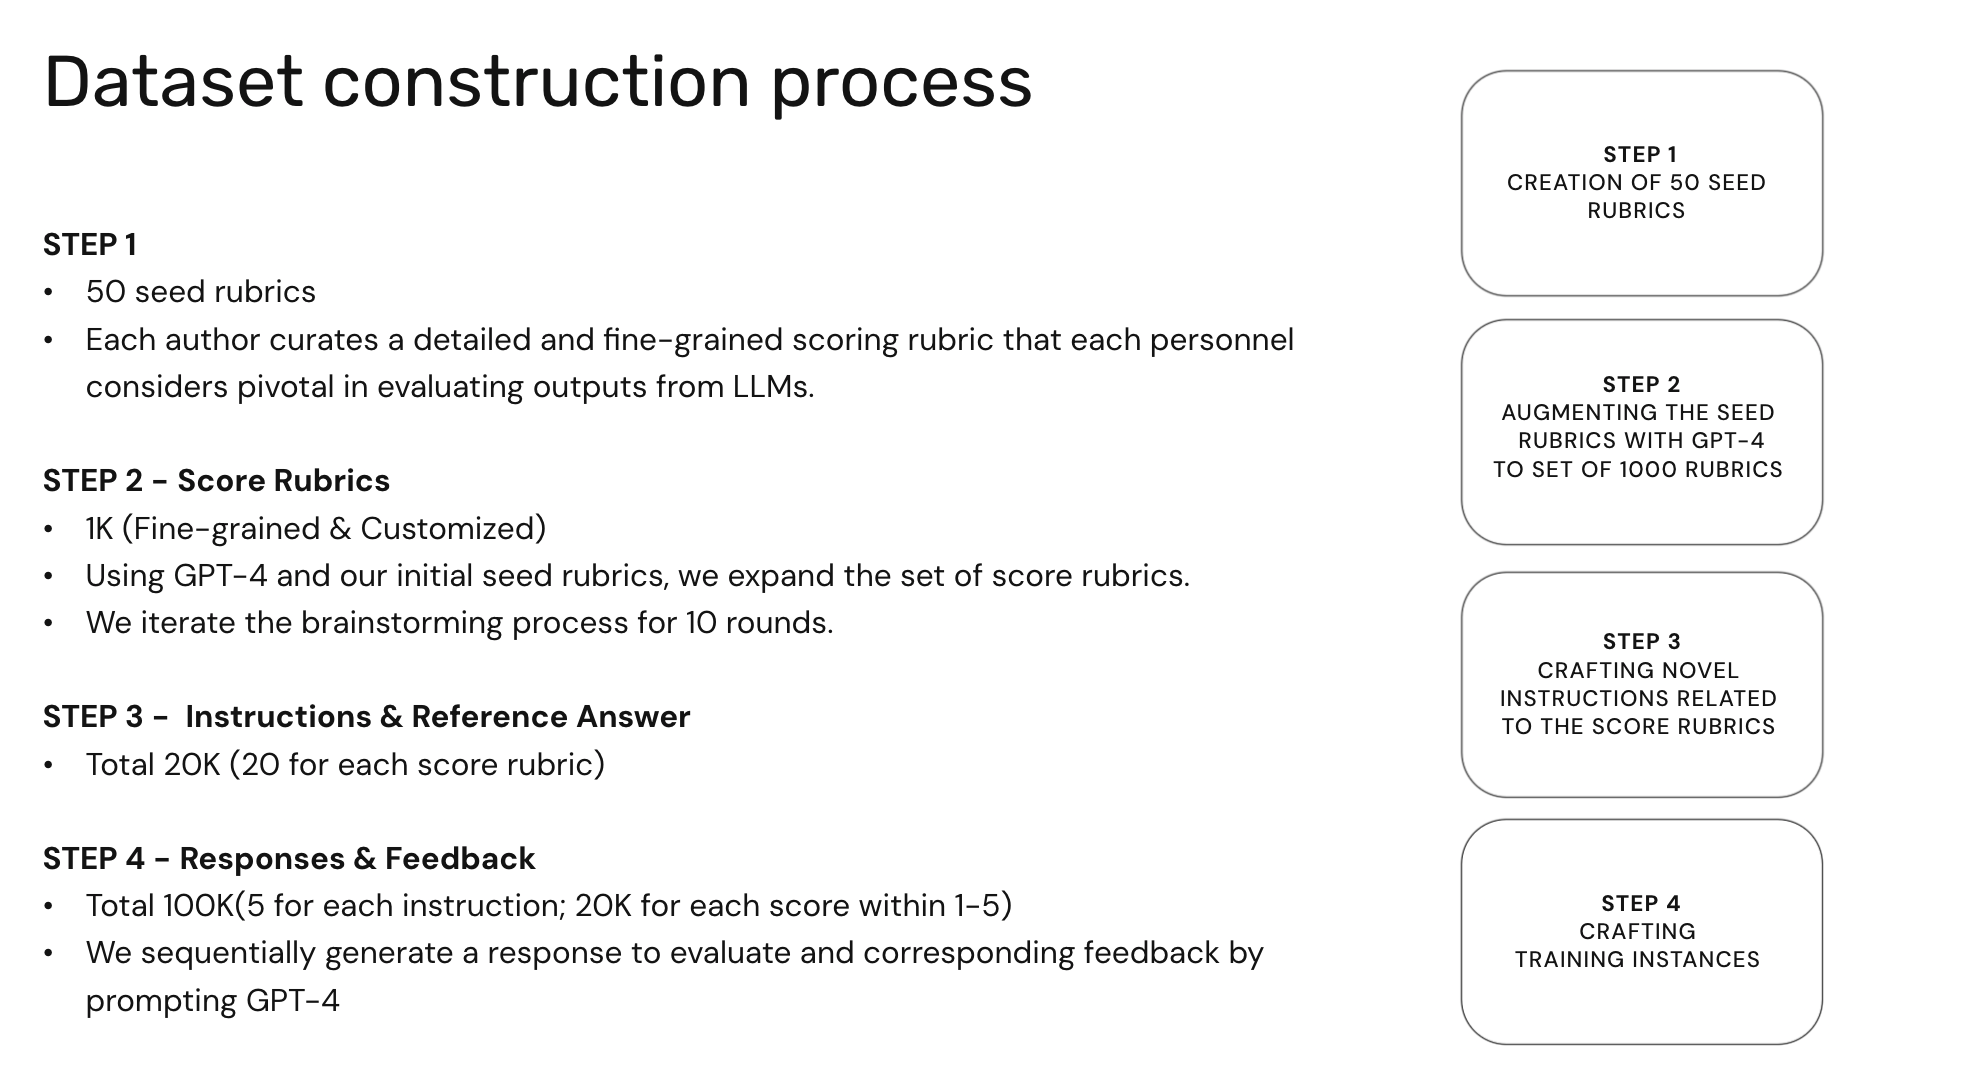 Dataset construction process
STEP 1
• 50 seed rubrics
• Each author curates a detailed and fine-grained scoring rubric that each personnel
considers pivotal in evaluating outputs from LLMs.
STEP 2 - Score Rubrics
• 1K (Fine-grained & Customized)
• Using GPT-4 and our initial seed rubrics, we expand the set of score rubrics.
• We iterate the brainstorming process for 10 rounds.
STEP 3 -  Instructions & Reference Answer
• Total 20K (20 for each score rubric)
STEP 4 - Responses & Feedback
• Total 100K(5 for each instruction; 20K for each score within 1-5)
• We sequentially generate a response to evaluate and corresponding feedback by
prompting GPT-4
STEP 1
CREATION OF 50 SEED
RUBRICS
STEP 2
AUGMENTING THE SEED
RUBRICS WITH GPT-4
TO SET OF 1000 RUBRICS
STEP 3
CRAFTING NOVEL
INSTRUCTIONS RELATED
TO THE SCORE RUBRICS
STEP 4
CRAFTING
TRAINING INSTANCES